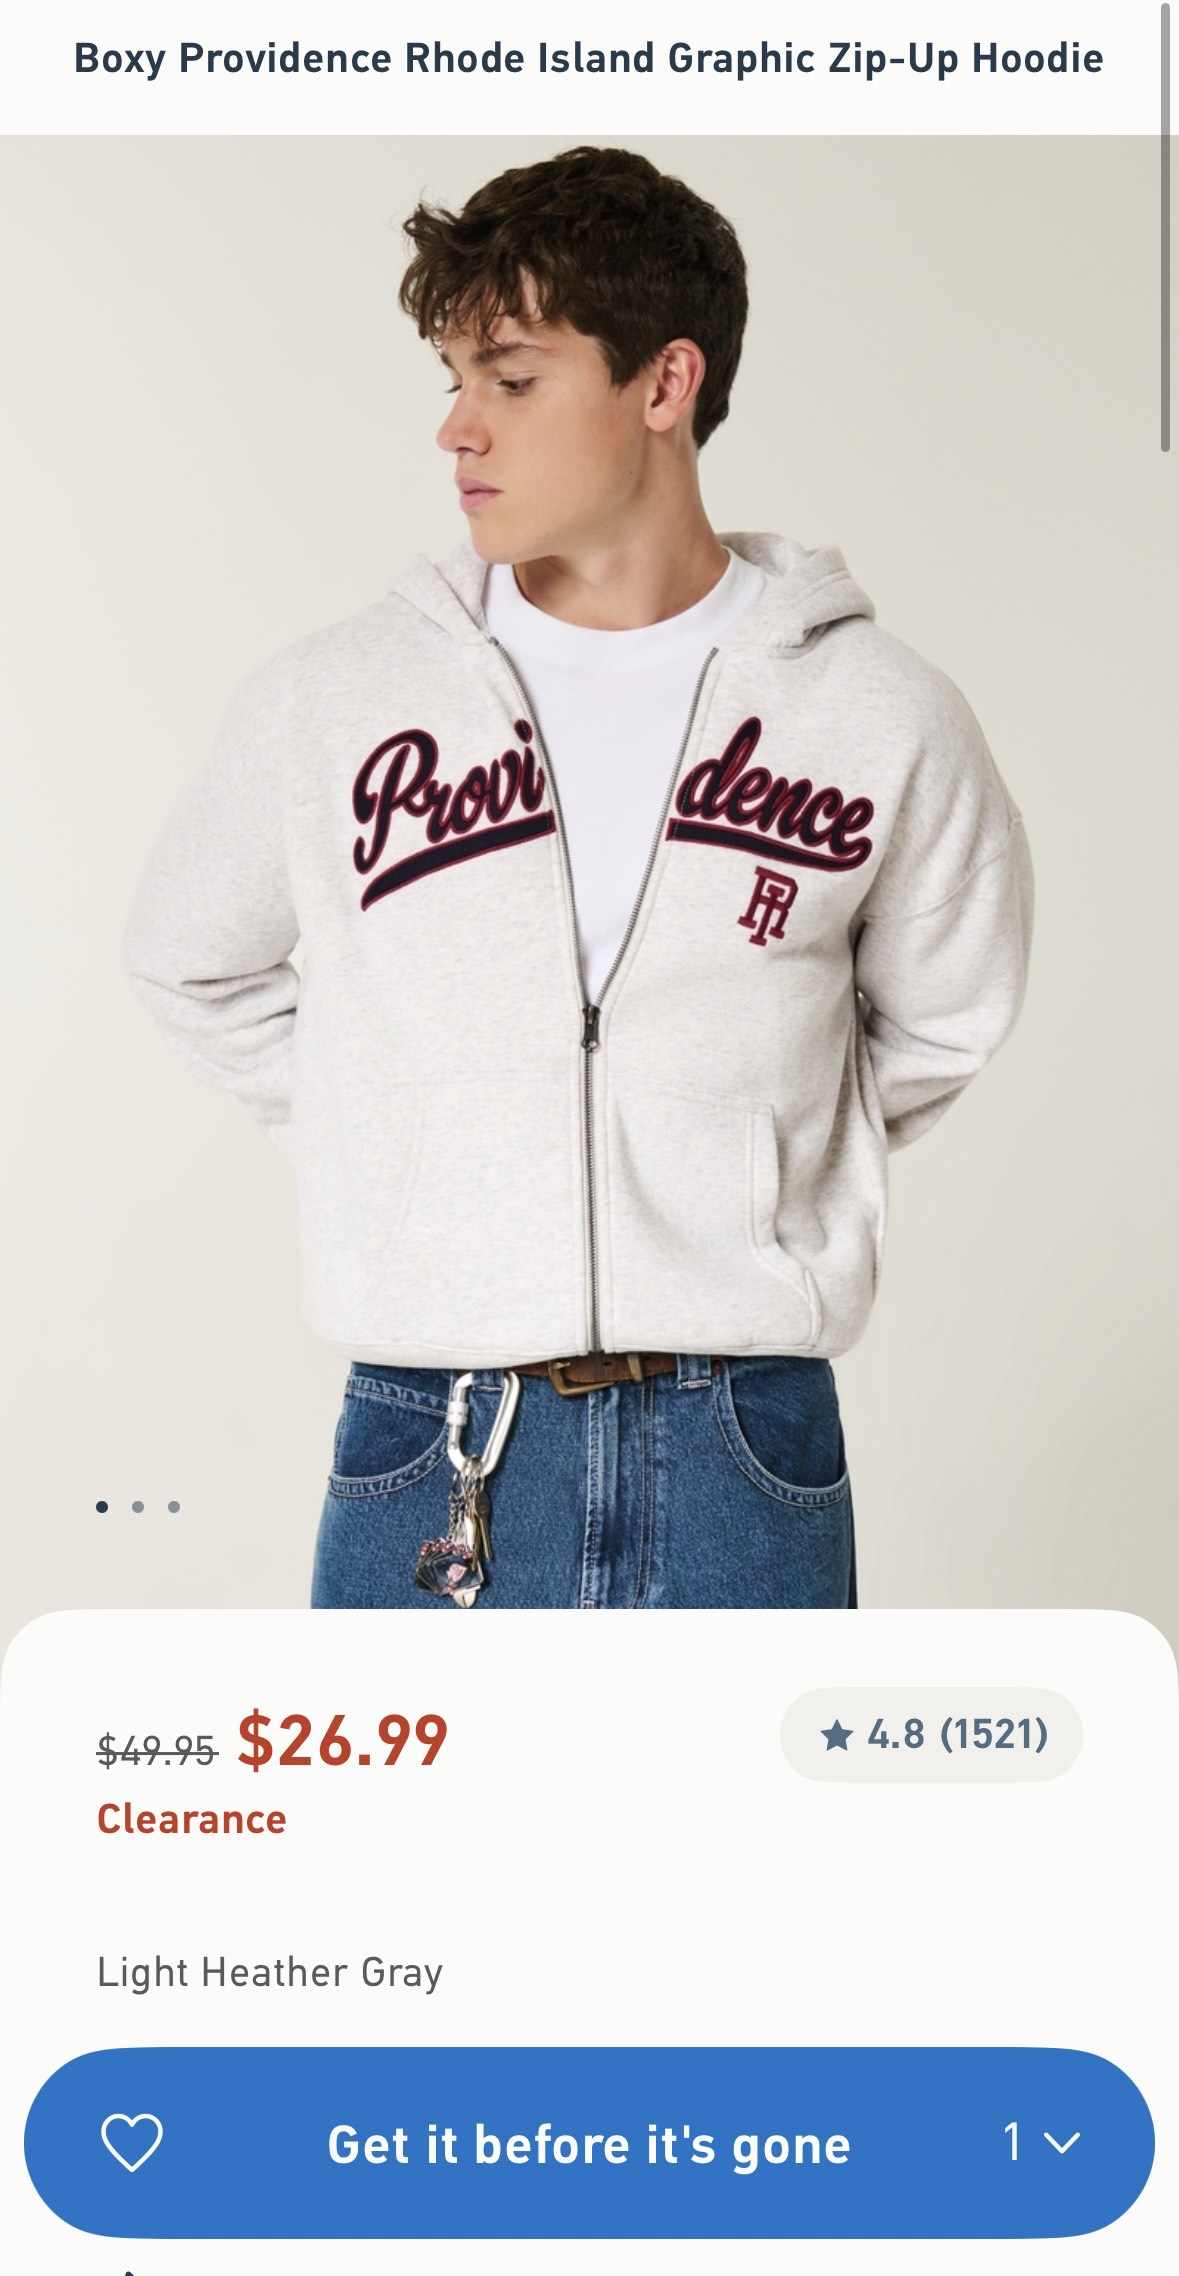 Boxy Providence Rhode Island Graphic Zip-Up Hoodie
Provi dence
RI
$49.95 $26.99
4.8 (1521)
Clearance
Light Heather Gray
Get it before it's gone
1